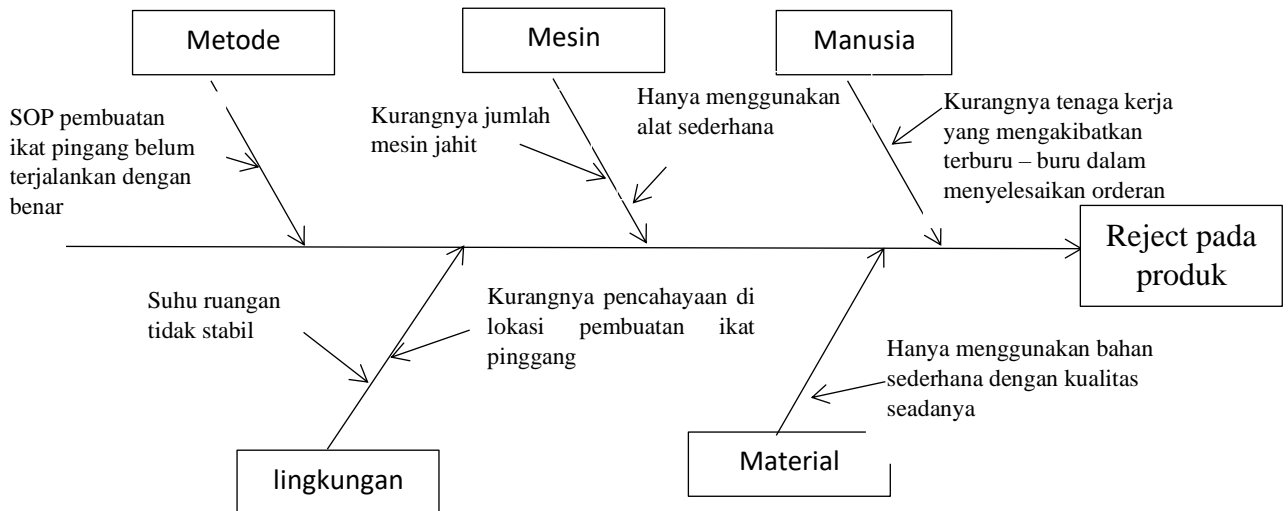 Metode
Mesin
Manusia
SOP pembuatan
ikat pingang belum
terjalankan dengan
benar
Kurangnya jumlah
mesin jahit
Hanya menggunakan
alat sederhana
Kurangnya tenaga kerja
yang mengakibatkan
terburu – buru dalam
menyelesaikan orderan
Reject pada
produk
Suhu ruangan
tidak stabil
Kurangnya pencahayaan di
lokasi pembuatan ikat
pinggang
Hanya menggunakan bahan
sederhana dengan kualitas
seadanya
lingkungan
Material